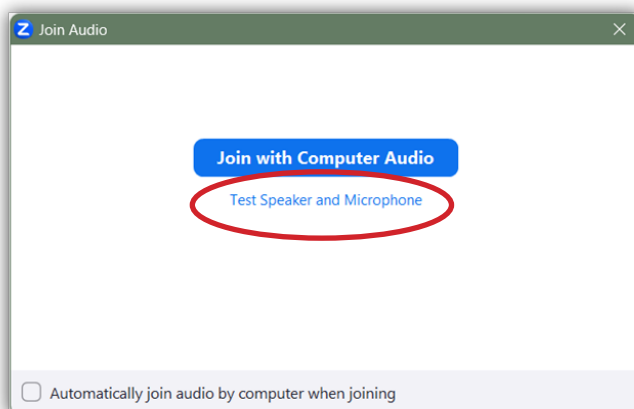 Z Join Audio
Join with Computer Audio
Test Speaker and Microphone
Automatically join audio by computer when joining